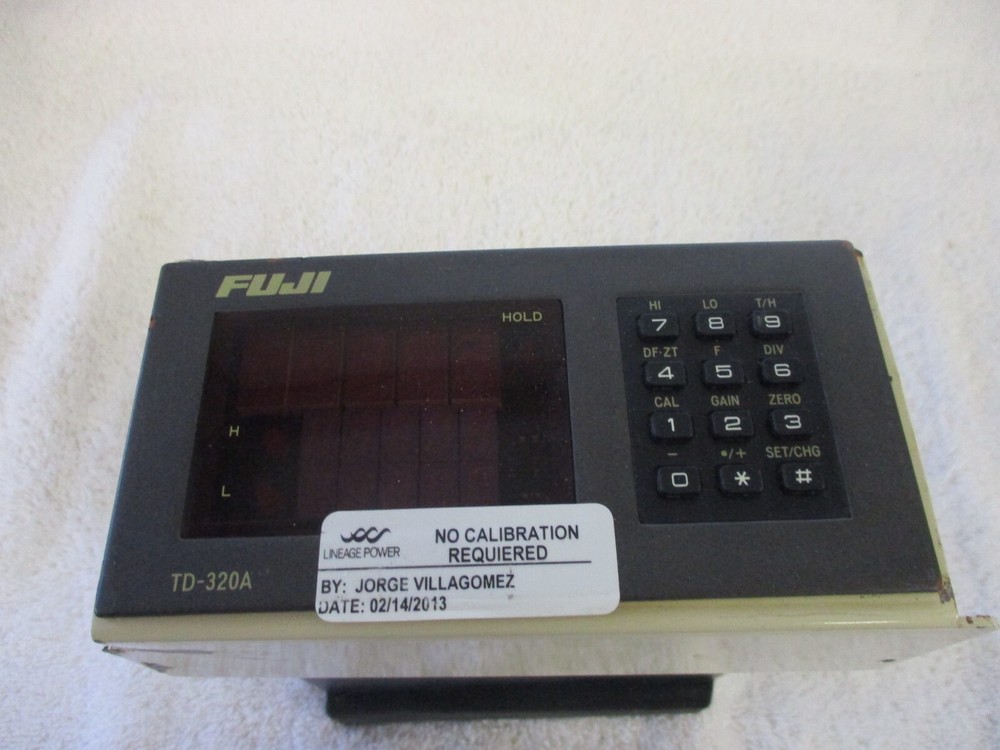 FUJI
HOLD
H
L
TD-320A
HI LO T/H
7 8 9
DF·ZT F DIV
4 5 6
CAL GAIN ZERO
1 2 3
− •/+ SET/CHG
0 * #
LINEAGE POWER
NO CALIBRATION
REQUIERED
BY: JORGE VILLAGOMEZ
DATE: 02/14/2013